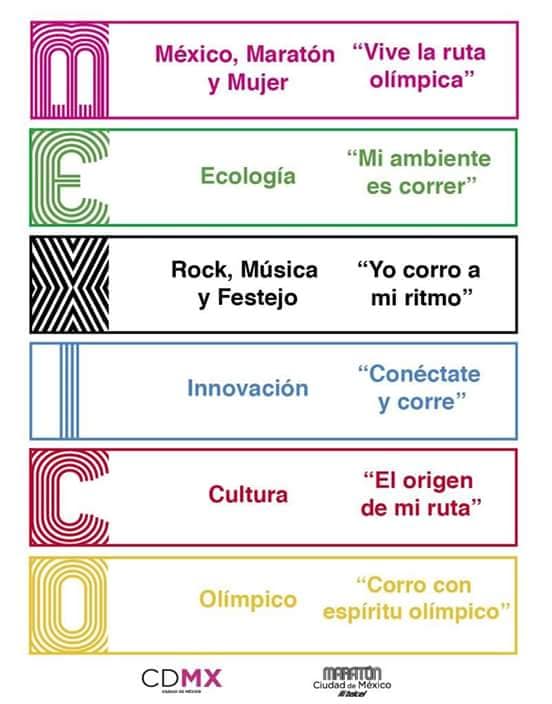 M
México, Maratón
y Mujer
“Vive la ruta
olímpica”
E
Ecología
“Mi ambiente
es correr”
X
Rock, Música
y Festejo
“Yo corro a
mi ritmo”
I
Innovación
“Conéctate
y corre”
C
Cultura
“El origen
de mi ruta”
O
Olímpico
“Corro con
espíritu olímpico”
CDMX
CIUDAD DE MÉXICO
MARATÓN
Ciudad de México
telcel